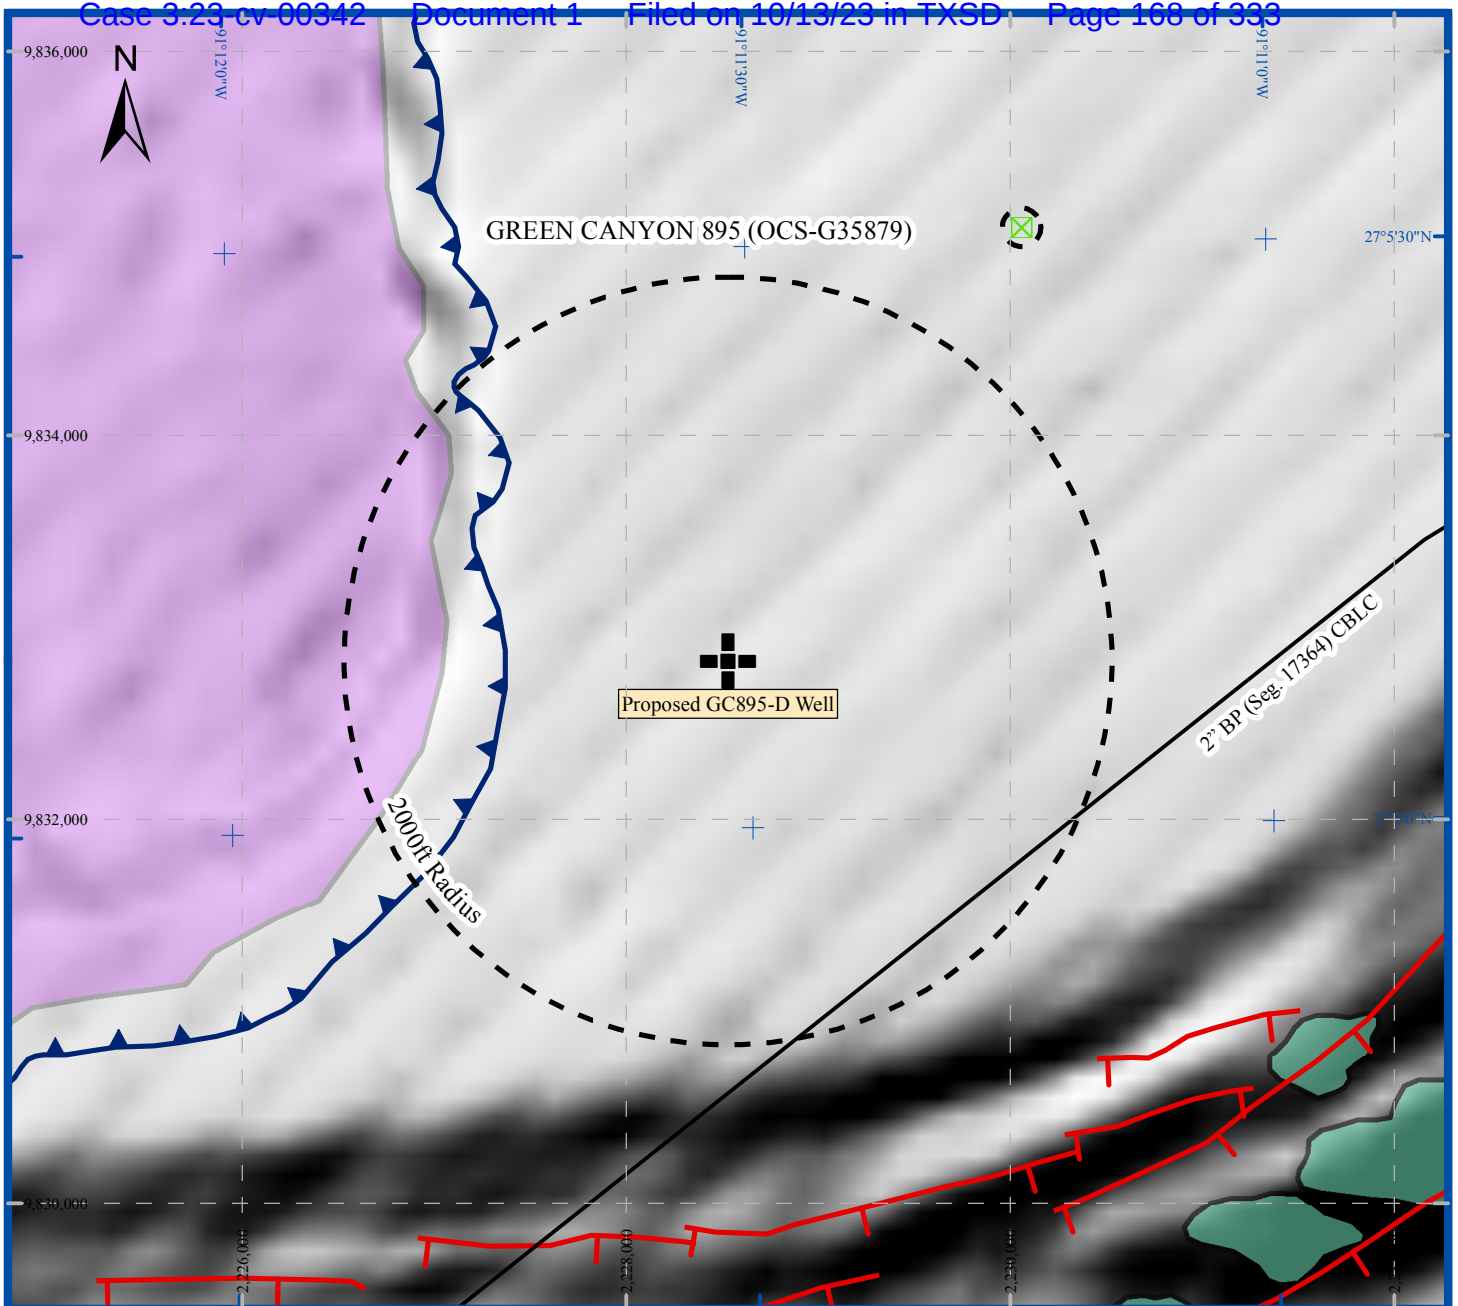 Case 3:23-cv-00342 Document 1 Filed on 10/13/23 in TXSD Page 168 of 333
91°12'0"W
91°11'30"W
91°11'0"W
9,836,000
N
GREEN CANYON 895 (OCS-G35879)
27°5'30"N
9,834,000
2” BP (Seg. 17364) CBLC
Proposed GC895-D Well
2000ft Radius
9,832,000
9,830,000
2,226,000
2,228,000
2,230,000